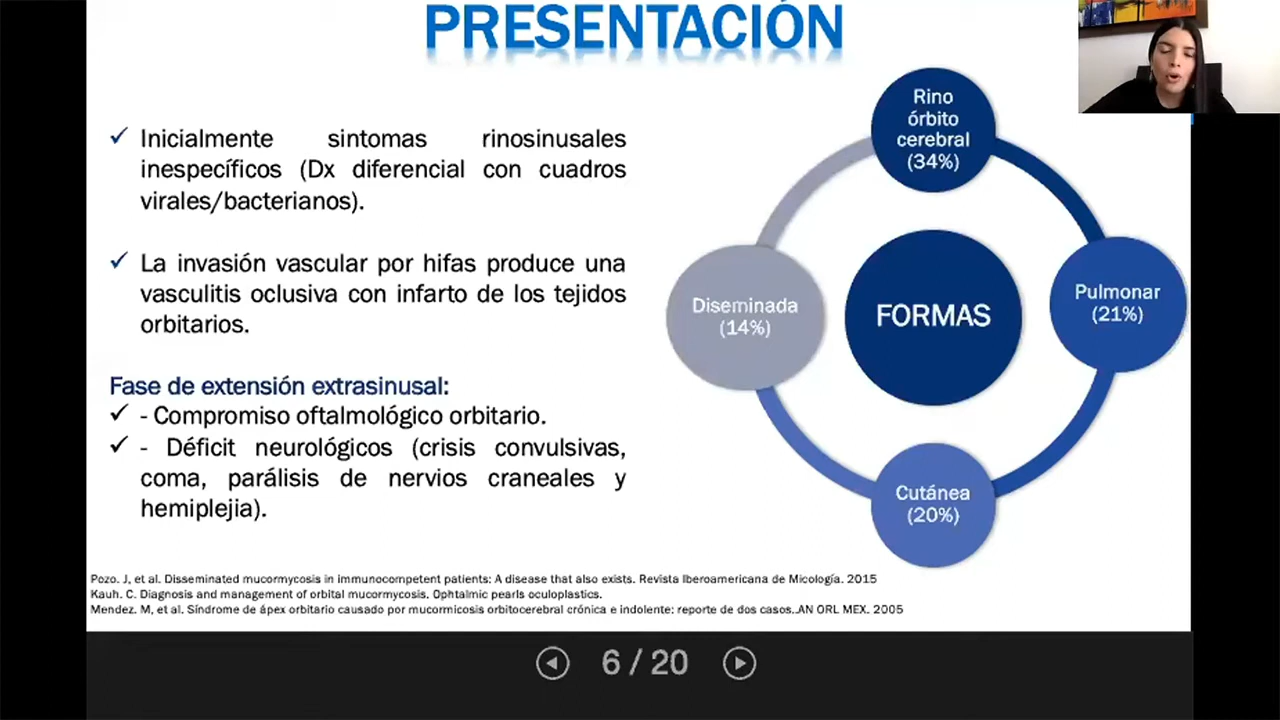 PRESENTACIÓN
Inicialmente sintomas rinosinusales
inespecíficos (Dx diferencial con cuadros
virales/bacterianos).
La invasión vascular por hifas produce una
vasculitis oclusiva con infarto de los tejidos
orbitarios.
Fase de extensión extrasinusal:
- Compromiso oftalmológico orbitario.
- Déficit neurológicos (crisis convulsivas,
coma, parálisis de nervios craneales y
hemiplejia).
Rino
órbito
cerebral
(34%)
Pulmonar
(21%)
Cutánea
(20%)
Diseminada
(14%)
FORMAS
Pozo. J, et al. Disseminated mucormycosis in immunocompetent patients: A disease that also exists. Revista Iberoamericana de Micología. 2015
Kauh. C. Diagnosis and management of orbital mucormycosis. Ophtalmic pearls oculoplastics.
Mendez. M, et al. Síndrome de ápex orbitario causado por mucormicosis orbitocerebral crónica e indolente: reporte de dos casos..AN ORL MEX. 2005
6 / 20